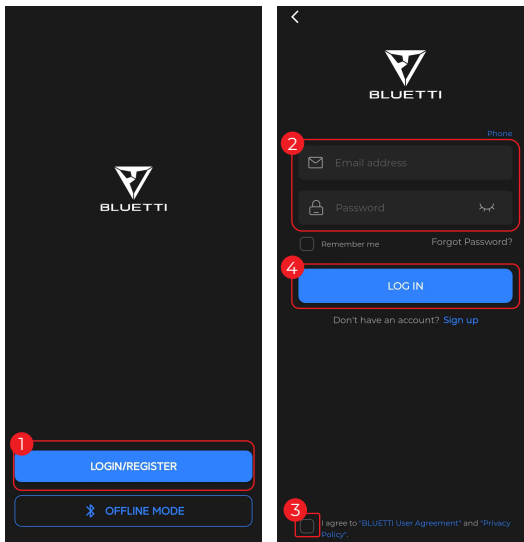 BLUETTI
1
LOGIN/REGISTER
OFFLINE MODE
BLUETTI
Phone
2
Email address
Password
Remember me
Forgot Password?
4
LOG IN
Don't have an account? Sign up
3
I agree to "BLUETTI User Agreement" and "Privacy
Policy".